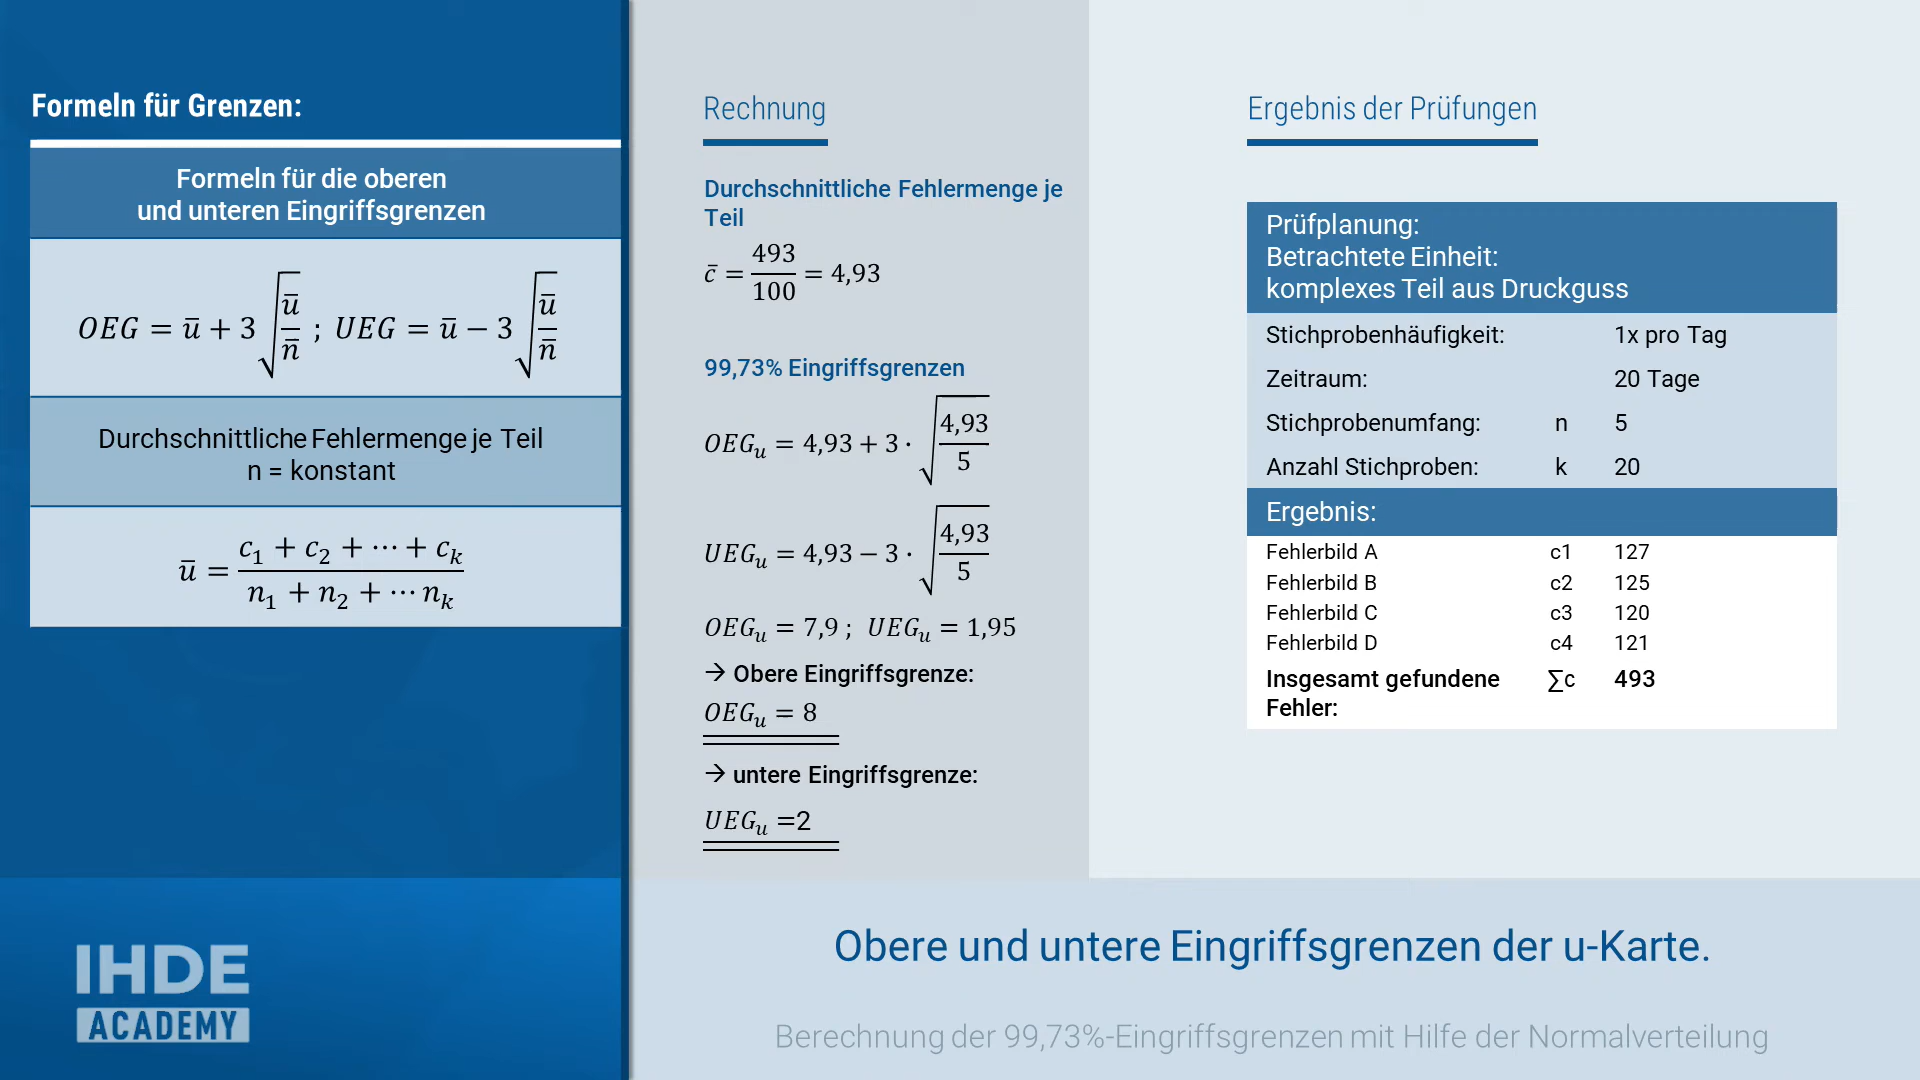 Formeln für Grenzen:
Formeln für die oberen
und unteren Eingriffsgrenzen
OEG = u̅ + 3 √(u̅/n̅) ; UEG = u̅ − 3 √(u̅/n̅)
Durchschnittliche Fehlermenge je Teil
n = konstant
u̅ = (c₁ + c₂ + ⋯ + cₖ)/(n₁ + n₂ + ⋯ nₖ)
IHDE
ACADEMY
Rechnung
Durchschnittliche Fehlermenge je
Teil
c̅ = 493/100 = 4,93
99,73% Eingriffsgrenzen
OEGᵤ = 4,93 + 3 · √(4,93/5)
UEGᵤ = 4,93 − 3 · √(4,93/5)
OEGᵤ = 7,9 ; UEGᵤ = 1,95
→ Obere Eingriffsgrenze:
OEGᵤ = 8
→ untere Eingriffsgrenze:
UEGᵤ =2
Ergebnis der Prüfungen
Prüfplanung:
Betrachtete Einheit:
komplexes Teil aus Druckguss
Stichprobenhäufigkeit: 1x pro Tag
Zeitraum: 20 Tage
Stichprobenumfang: n 5
Anzahl Stichproben: k 20
Ergebnis:
Fehlerbild A c1 127
Fehlerbild B c2 125
Fehlerbild C c3 120
Fehlerbild D c4 121
Insgesamt gefundene ∑c 493
Fehler:
Obere und untere Eingriffsgrenzen der u-Karte.
Berechnung der 99,73%-Eingriffsgrenzen mit Hilfe der Normalverteilung